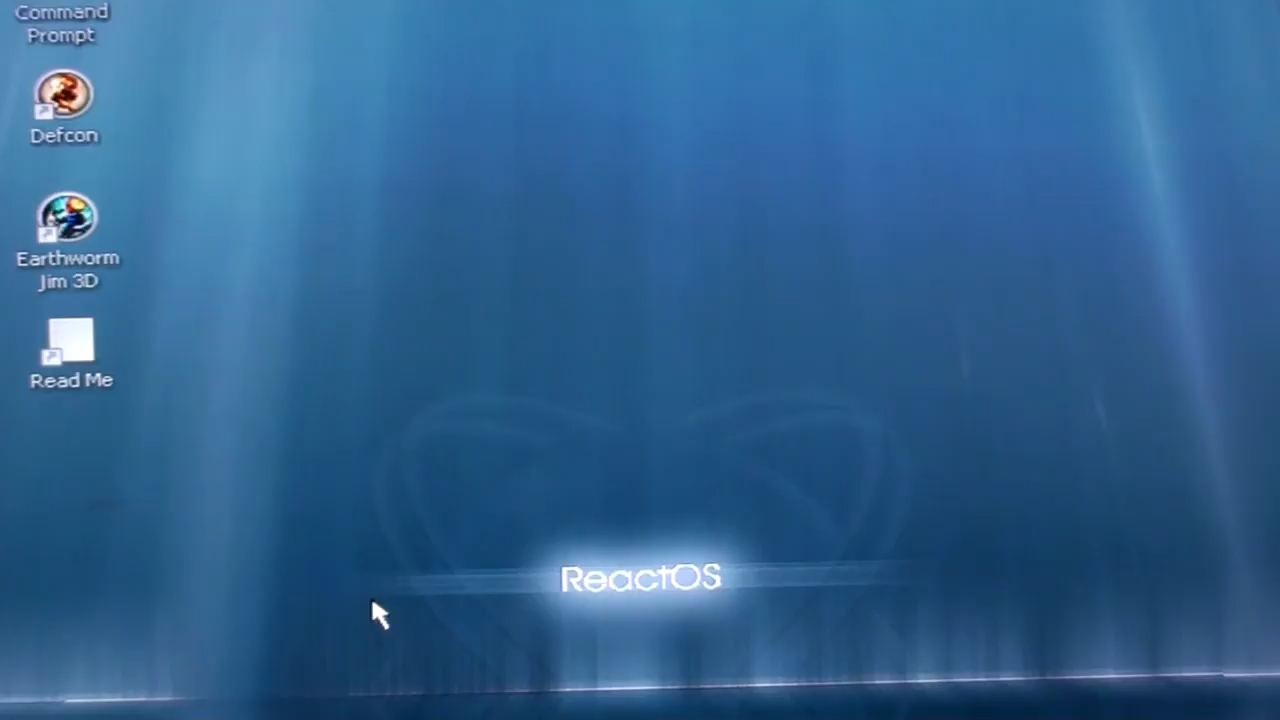 Command
Prompt
Defcon
Earthworm
Jim 3D
Read Me
ReactOS